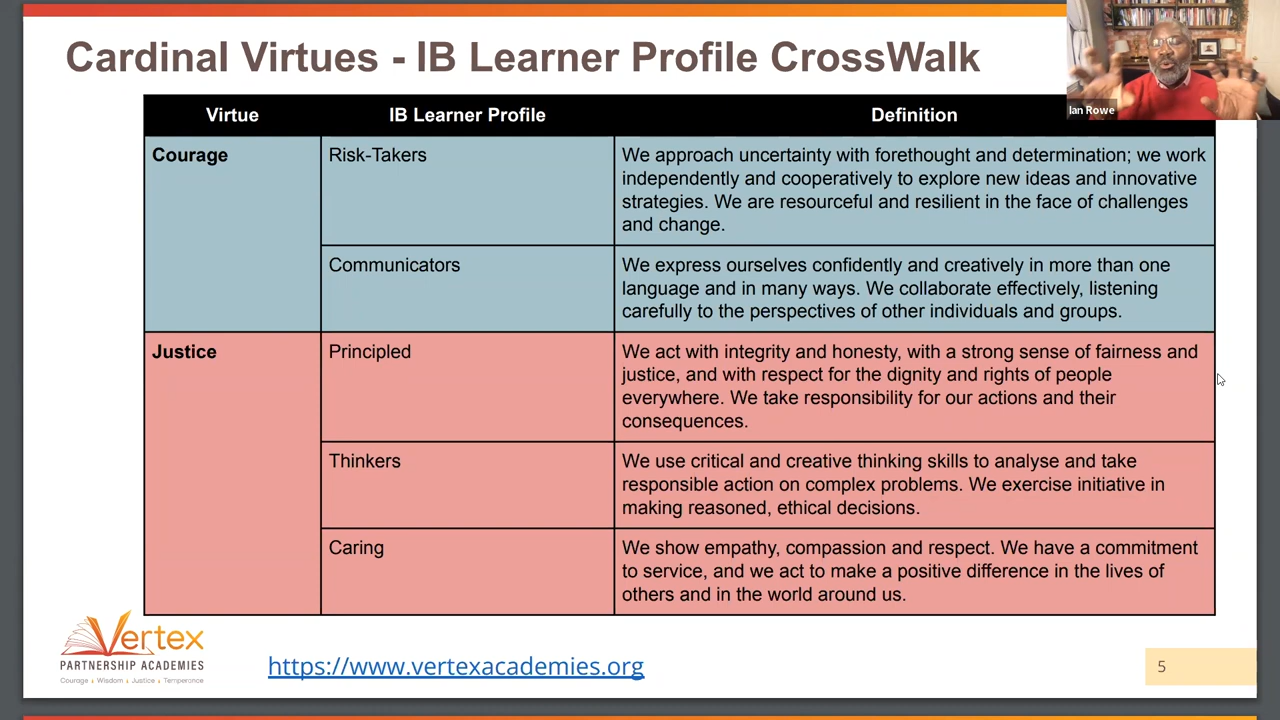 Cardinal Virtues - IB Learner Profile CrossWalk
Ian Rowe
Virtue
IB Learner Profile
Definition
Courage
Risk-Takers
We approach uncertainty with forethought and determination; we work
independently and cooperatively to explore new ideas and innovative
strategies. We are resourceful and resilient in the face of challenges
and change.
Communicators
We express ourselves confidently and creatively in more than one
language and in many ways. We collaborate effectively, listening
carefully to the perspectives of other individuals and groups.
Justice
Principled
We act with integrity and honesty, with a strong sense of fairness and
justice, and with respect for the dignity and rights of people
everywhere. We take responsibility for our actions and their
consequences.
Thinkers
We use critical and creative thinking skills to analyse and take
responsible action on complex problems. We exercise initiative in
making reasoned, ethical decisions.
Caring
We show empathy, compassion and respect. We have a commitment
to service, and we act to make a positive difference in the lives of
others and in the world around us.
Vertex
PARTNERSHIP ACADEMIES
Courage Wisdom Justice Temperance
https://www.vertexacademies.org
5